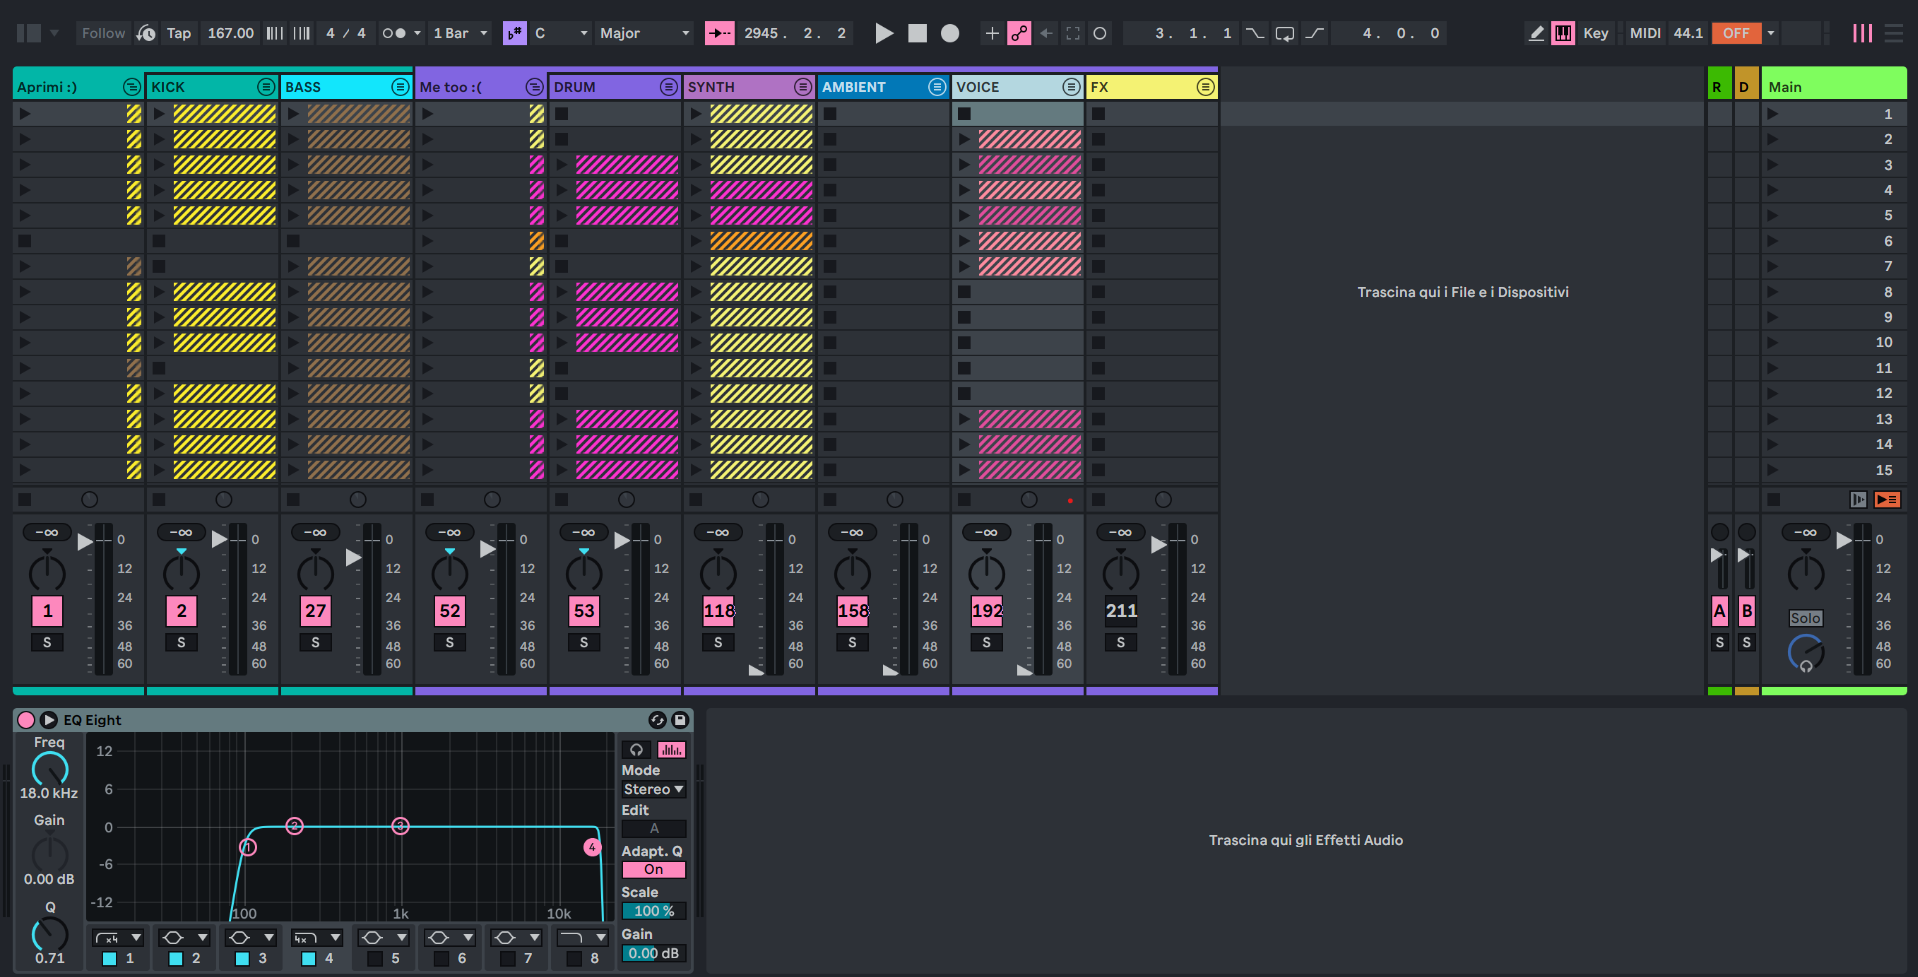 Follow Tap 167.00 4 / 4 1 Bar ♭# C Major 2945. 2. 2 3. 1. 1 4. 0. 0 Key MIDI 44.1 OFF
Aprimi :) KICK BASS Me too :( DRUM SYNTH AMBIENT VOICE FX R D Main
1
2
3
4
5
6
7
Trascina qui i File e i Dispositivi 8
9
10
11
12
13
14
15
-∞ -∞ -∞ -∞ -∞ -∞ -∞ -∞ -∞ -∞
0 0 0 0 0 0 0 0 0 0
12 12 12 12 12 12 12 12 12 12
24 24 24 24 24 24 24 24 24 24
1 2 27 52 53 118 158 192 211 A B
Solo
36 36 36 36 36 36 36 36 36 36
S S S S S S S S S S S
48 48 48 48 48 48 48 48 48 48
60 60 60 60 60 60 60 60 60 60
EQ Eight
Freq
18.0 kHz
Gain
0.00 dB
Q
0.71
12
6
0
-6
-12
1 2 3 4
100 1k 10k
x4 4x
1 2 3 4 5 6 7 8
Mode
Stereo
Edit
A
Adapt. Q
On
Scale
100 %
Gain
0.00 dB
Trascina qui gli Effetti Audio